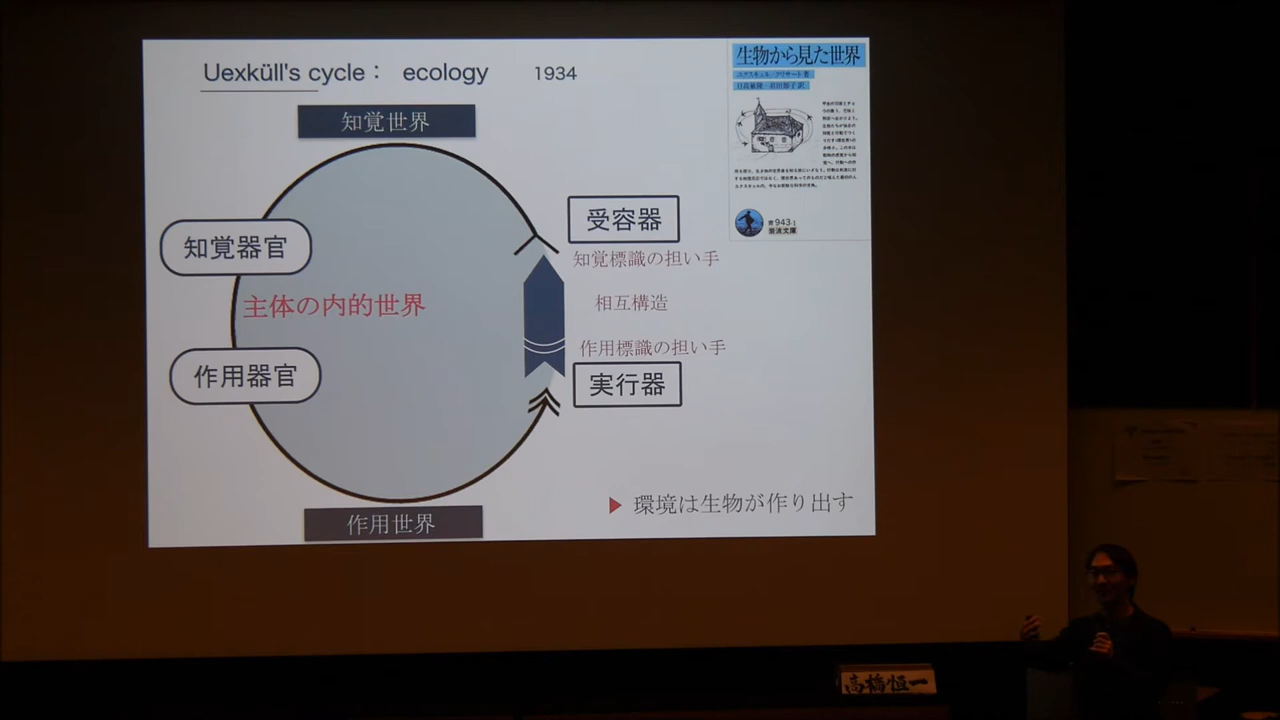 Uexküll's cycle： ecology 1934
知覚世界
知覚器官
主体の内的世界
作用器官
作用世界
受容器
知覚標識の担い手
相互構造
作用標識の担い手
実行器
▶ 環境は生物が作り出す
生物から見た世界
ユクスキュル/クリサート著
日高敏隆・羽田節子訳
青943-1
岩波文庫
高橋恒一